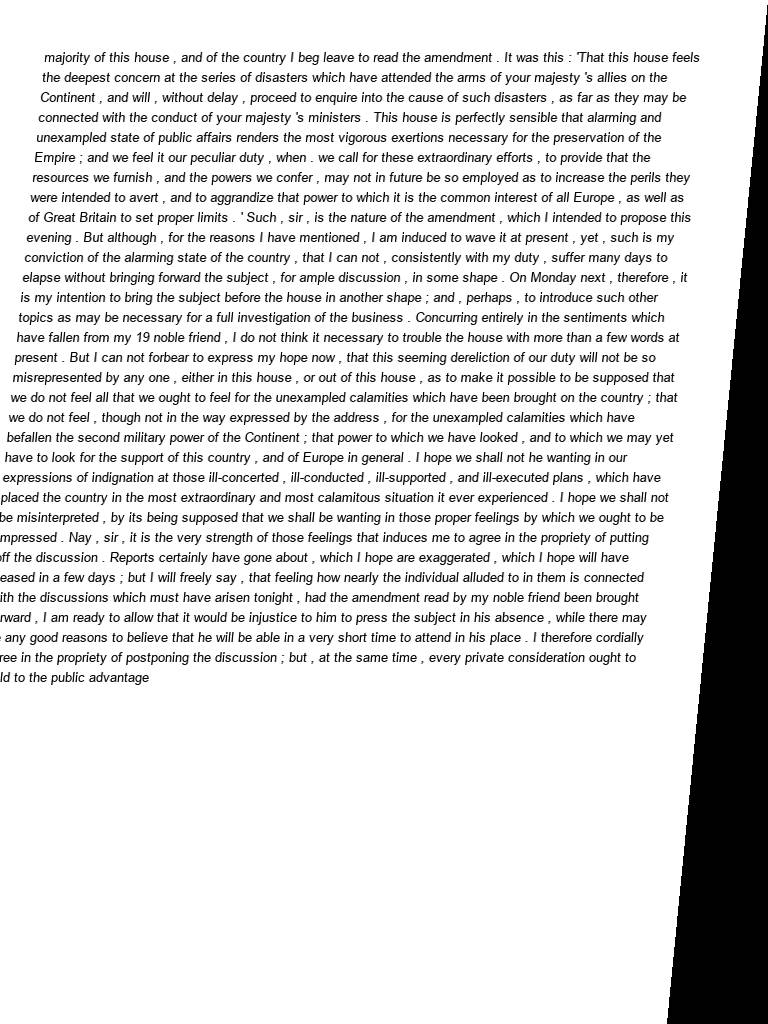 majority of this house , and of the country I beg leave to read the amendment . It was this : 'That this house feels
the deepest concern at the series of disasters which have attended the arms of your majesty 's allies on the
Continent , and will , without delay , proceed to enquire into the cause of such disasters , as far as they may be
connected with the conduct of your majesty 's ministers . This house is perfectly sensible that alarming and
unexampled state of public affairs renders the most vigorous exertions necessary for the preservation of the
Empire ; and we feel it our peculiar duty , when . we call for these extraordinary efforts , to provide that the
resources we furnish , and the powers we confer , may not in future be so employed as to increase the perils they
were intended to avert , and to aggrandize that power to which it is the common interest of all Europe , as well as
of Great Britain to set proper limits . ' Such , sir , is the nature of the amendment , which I intended to propose this
evening . But although , for the reasons I have mentioned , I am induced to wave it at present , yet , such is my
conviction of the alarming state of the country , that I can not , consistently with my duty , suffer many days to
elapse without bringing forward the subject , for ample discussion , in some shape . On Monday next , therefore , it
is my intention to bring the subject before the house in another shape ; and , perhaps , to introduce such other
topics as may be necessary for a full investigation of the business . Concurring entirely in the sentiments which
have fallen from my 19 noble friend , I do not think it necessary to trouble the house with more than a few words at
present . But I can not forbear to express my hope now , that this seeming dereliction of our duty will not be so
misrepresented by any one , either in this house , or out of this house , as to make it possible to be supposed that
we do not feel all that we ought to feel for the unexampled calamities which have been brought on the country ; that
we do not feel , though not in the way expressed by the address , for the unexampled calamities which have
befallen the second military power of the Continent ; that power to which we have looked , and to which we may yet
have to look for the support of this country , and of Europe in general . I hope we shall not he wanting in our
expressions of indignation at those ill-concerted , ill-conducted , ill-supported , and ill-executed plans , which have
placed the country in the most extraordinary and most calamitous situation it ever experienced . I hope we shall not
be misinterpreted , by its being supposed that we shall be wanting in those proper feelings by which we ought to be
mpressed . Nay , sir , it is the very strength of those feelings that induces me to agree in the propriety of putting
off the discussion . Reports certainly have gone about , which I hope are exaggerated , which I hope will have
eased in a few days ; but I will freely say , that feeling how nearly the individual alluded to in them is connected
ith the discussions which must have arisen tonight , had the amendment read by my noble friend been brought
rward , I am ready to allow that it would be injustice to him to press the subject in his absence , while there may
any good reasons to believe that he will be able in a very short time to attend in his place . I therefore cordially
ree in the propriety of postponing the discussion ; but , at the same time , every private consideration ought to
ld to the public advantage